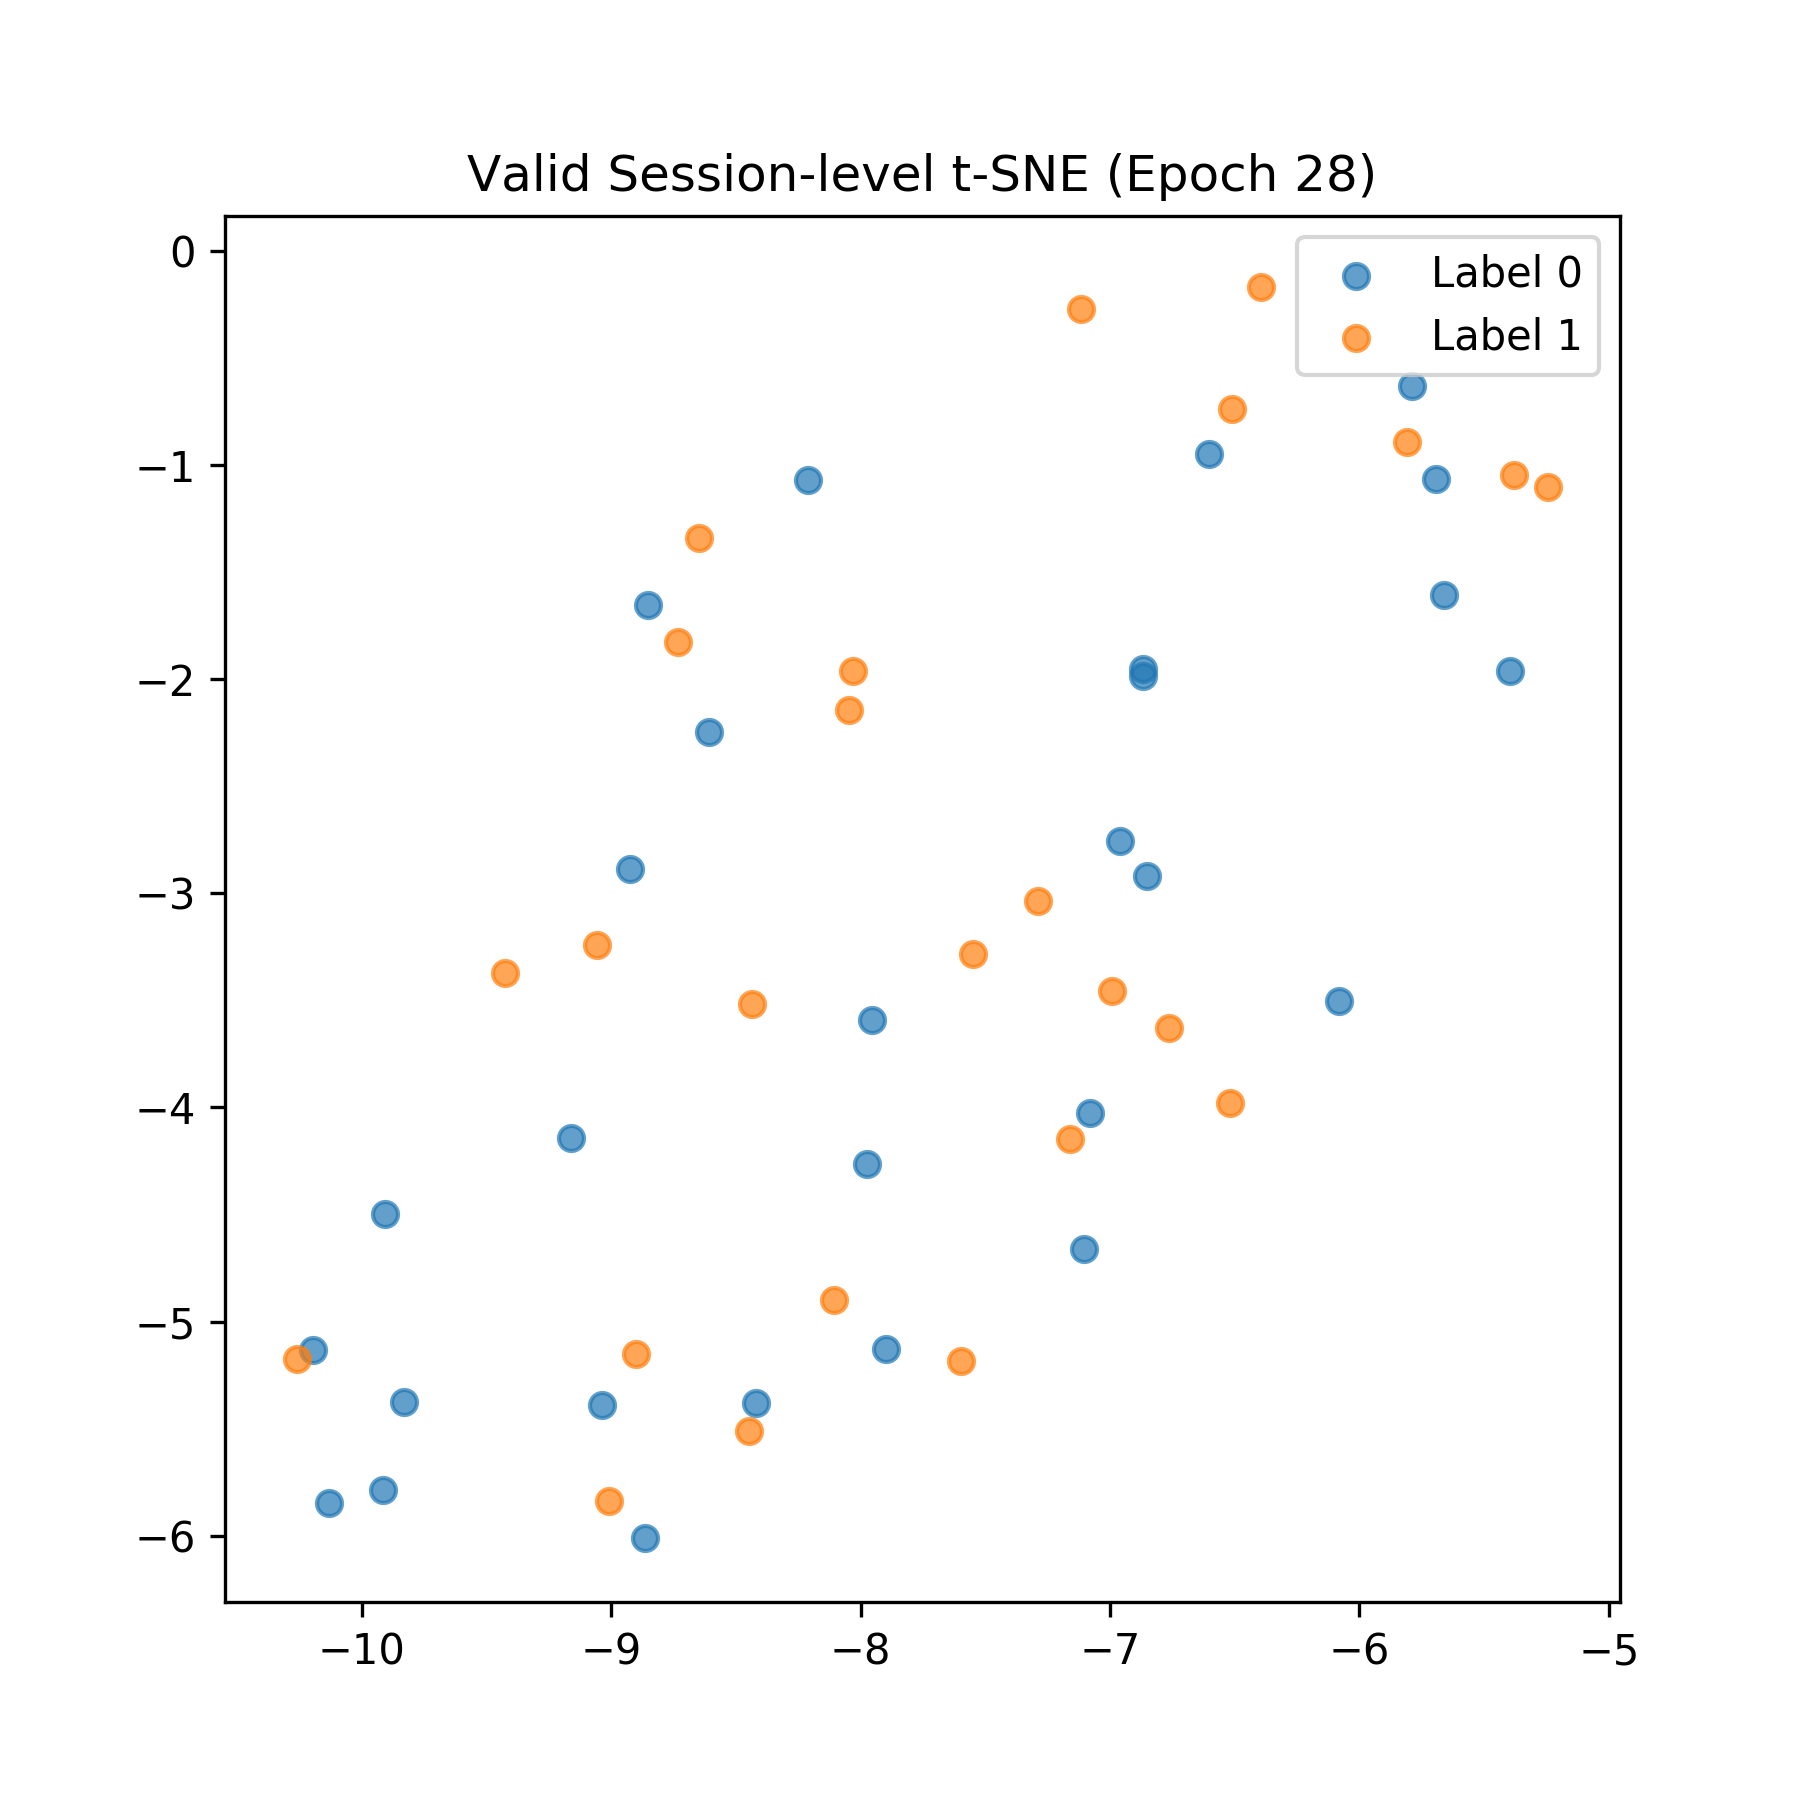 Valid Session-level t-SNE (Epoch 28)
Label 0
Label 1
0
−1
−2
−3
−4
−5
−6
−10 −9 −8 −7 −6 −5